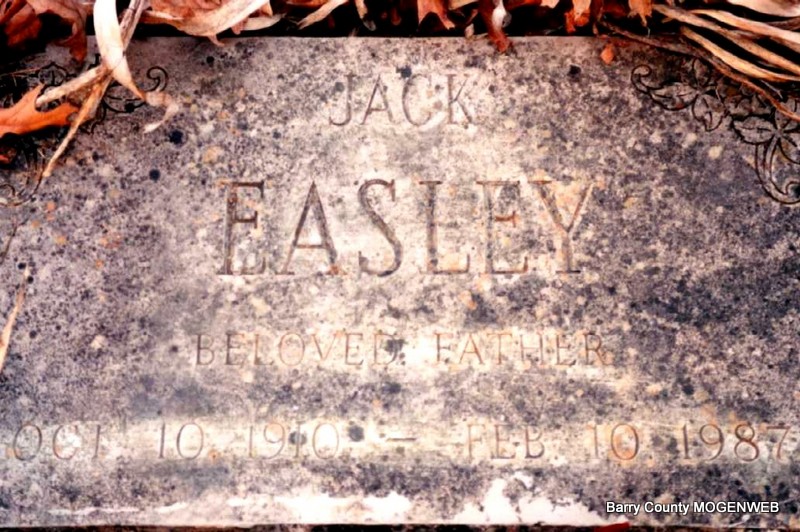 JACK
EASLEY
BELOVED FATHER
OCT 10, 1910 — FEB. 10, 1987
Barry County MOGENWEB